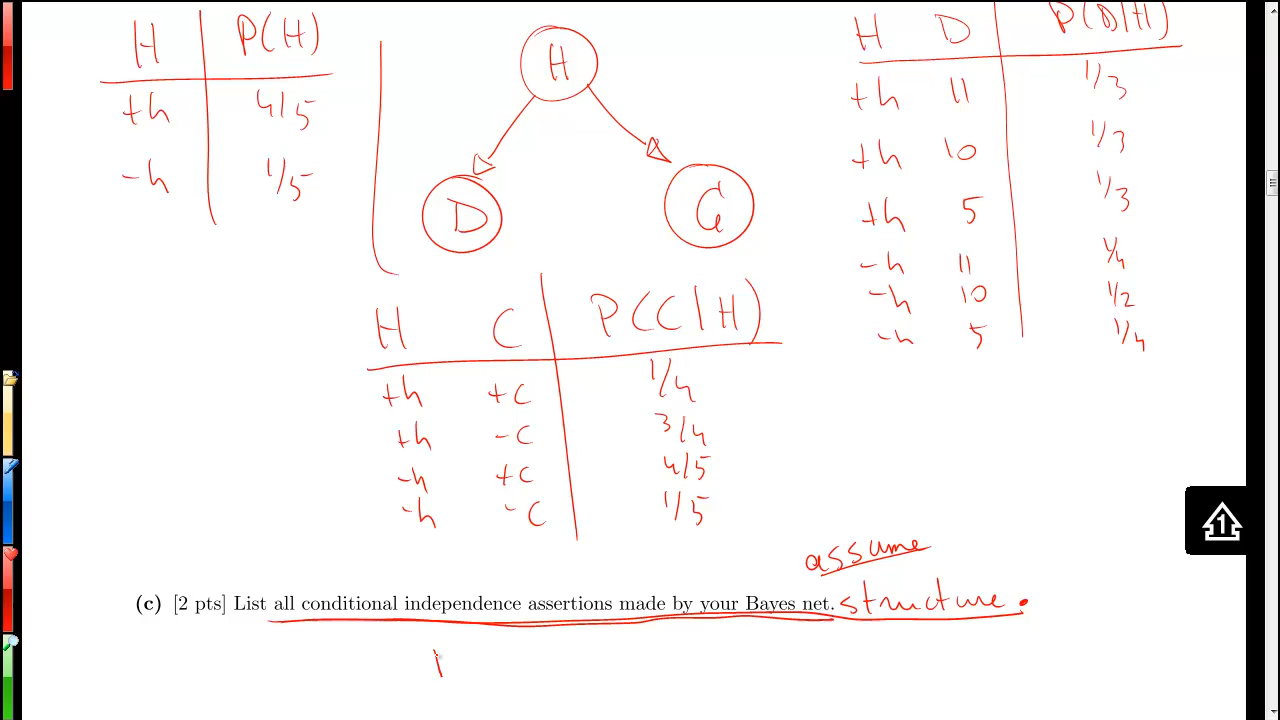 H P(H)
+h 4/5
-h 1/5
H
D C
H D P(D|H)
+h 11 1/3
+h 10 1/3
+h 5 1/3
-h 11 1/4
-h 10 1/2
-h 5 1/4
H C P(C|H)
+h +c 1/4
+h -c 3/4
-h +c 4/5
-h -c 1/5
assume
(c) [2 pts] List all conditional independence assertions made by your Bayes net. structure.
1